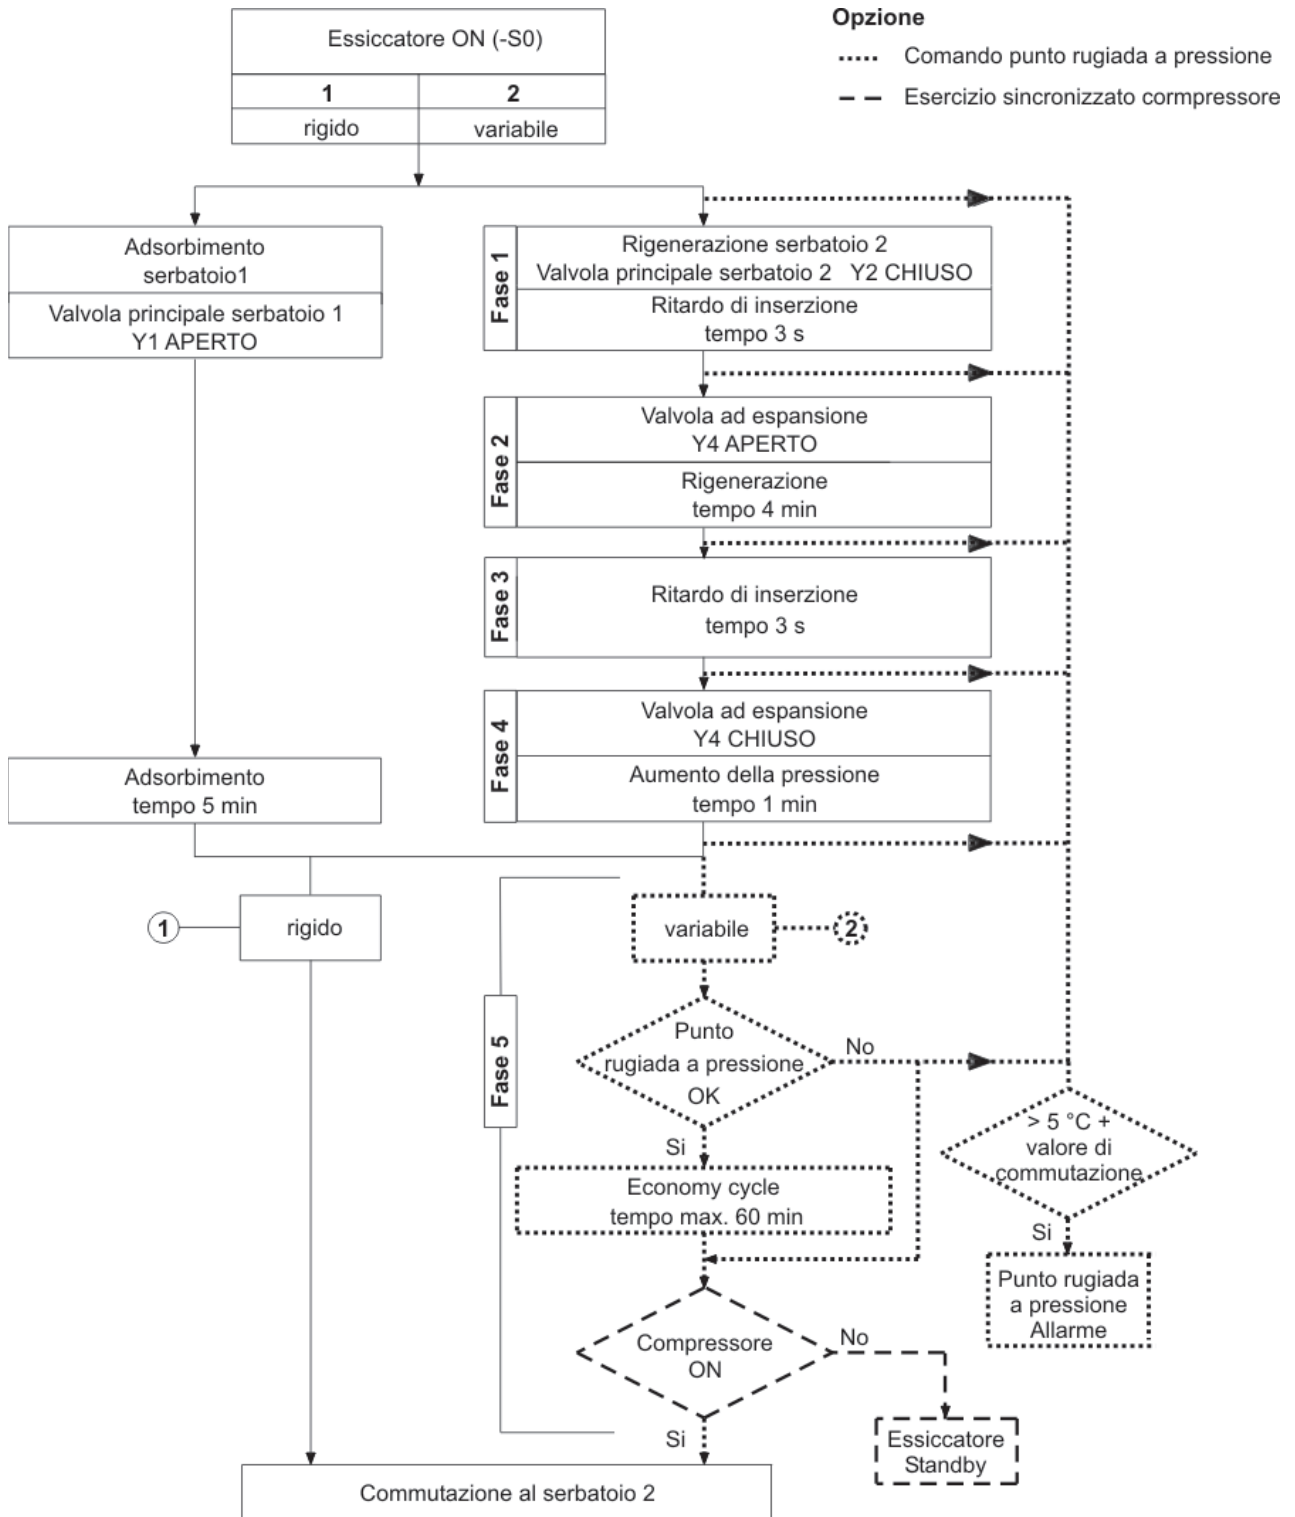 Essiccatore ON (-S0)
1
2
rigido
variabile
Opzione
Comando punto rugiada a pressione
Esercizio sincronizzato cormpressore
Adsorbimento
serbatoio1
Valvola principale serbatoio 1
Y1 APERTO
Fase 1
Rigenerazione serbatoio 2
Valvola principale serbatoio 2 Y2 CHIUSO
Ritardo di inserzione
tempo 3 s
Fase 2
Valvola ad espansione
Y4 APERTO
Rigenerazione
tempo 4 min
Fase 3
Ritardo di inserzione
tempo 3 s
Fase 4
Valvola ad espansione
Y4 CHIUSO
Aumento della pressione
tempo 1 min
Adsorbimento
tempo 5 min
1
rigido
variabile
2
Fase 5
Punto
rugiada a pressione
OK
No
Si
> 5 °C +
valore di
commutazione
Economy cycle
tempo max. 60 min
Si
Punto rugiada
a pressione
Allarme
Compressore
ON
No
Si
Essiccatore
Standby
Commutazione al serbatoio 2